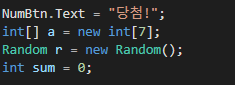 NumBtn.Text = "당첨!";
int[] a = new int[7];
Random r = new Random();
int sum = 0;